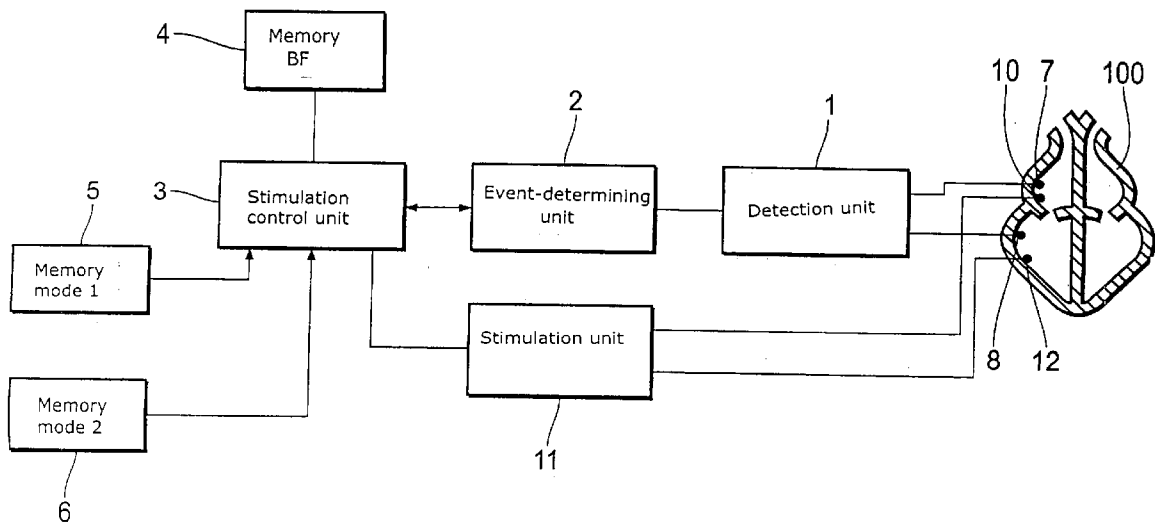 4
Memory
BF
10
7
100
2
1
3
Stimulation
control unit
Event-determining
unit
Detection unit
5
Memory
mode 1
Stimulation unit
8
12
Memory
mode 2
11
6